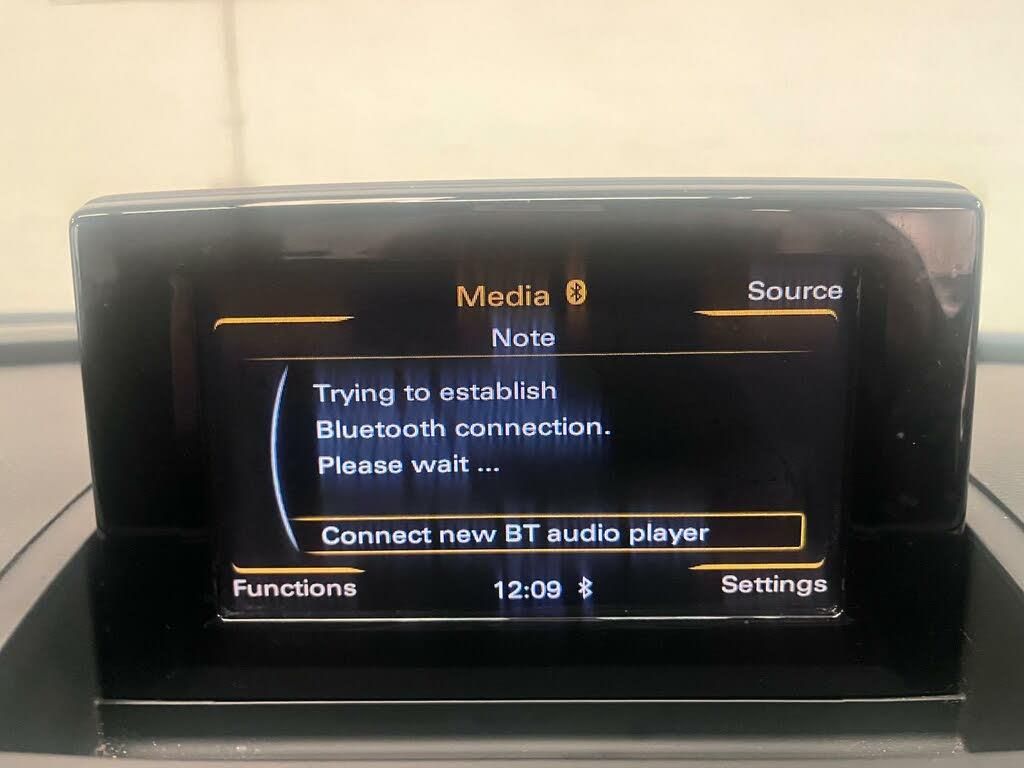 Media
Source
Note
Trying to establish
Bluetooth connection.
Please wait ...
Connect new BT audio player
Functions
12:09
Settings